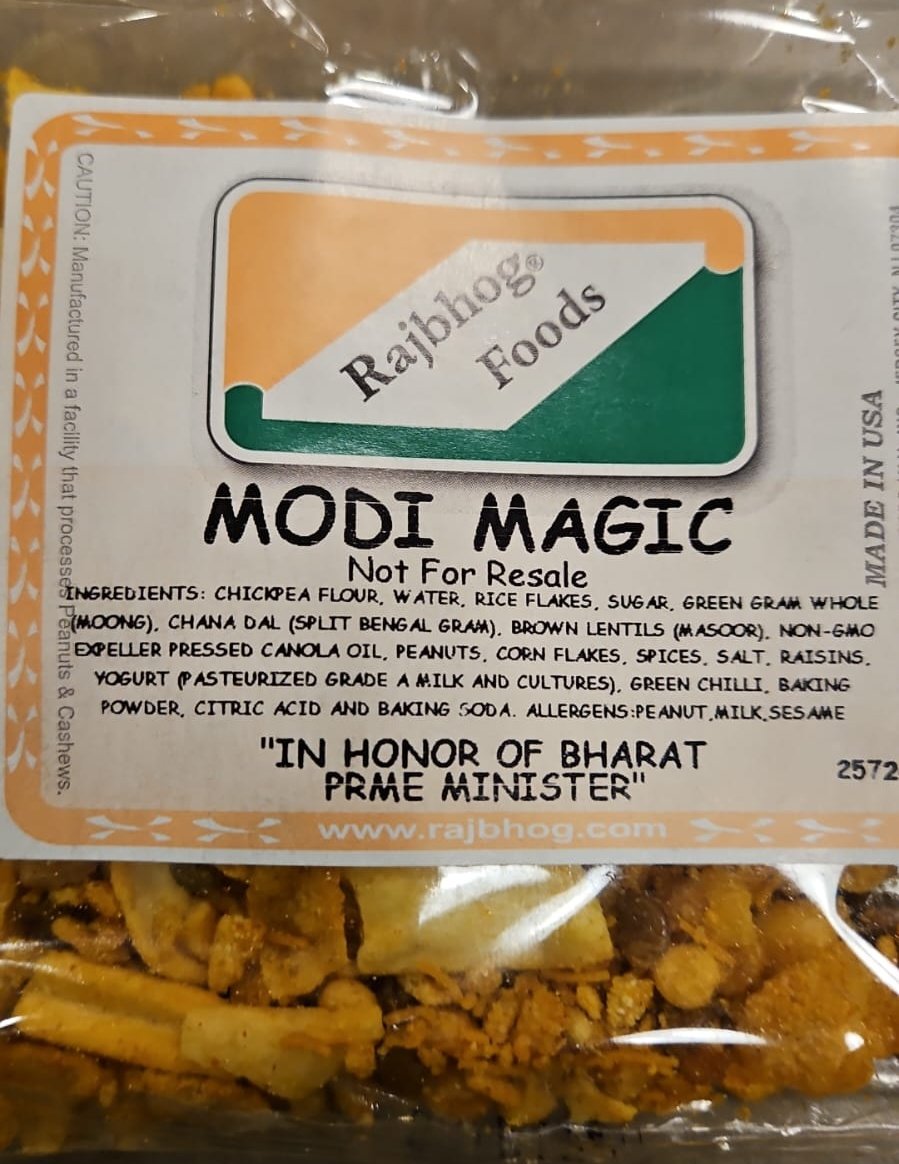 CAUTION: Manufactured in a facility that processes Peanuts & Cashews.
Rajbhog®
Foods
MADE IN USA
MODI MAGIC
Not For Resale
INGREDIENTS: CHICKPEA FLOUR, WATER, RICE FLAKES, SUGAR, GREEN GRAM WHOLE
(MOONG), CHANA DAL (SPLIT BENGAL GRAM), BROWN LENTILS (MASOOR), NON-GMO
EXPELLER PRESSED CANOLA OIL, PEANUTS, CORN FLAKES, SPICES, SALT, RAISINS,
YOGURT (PASTEURIZED GRADE A MILK AND CULTURES), GREEN CHILLI, BAKING
POWDER, CITRIC ACID AND BAKING SODA. ALLERGENS:PEANUT,MILK,SESAME
"IN HONOR OF BHARAT
PRME MINISTER"
2572
www.rajbhog.com